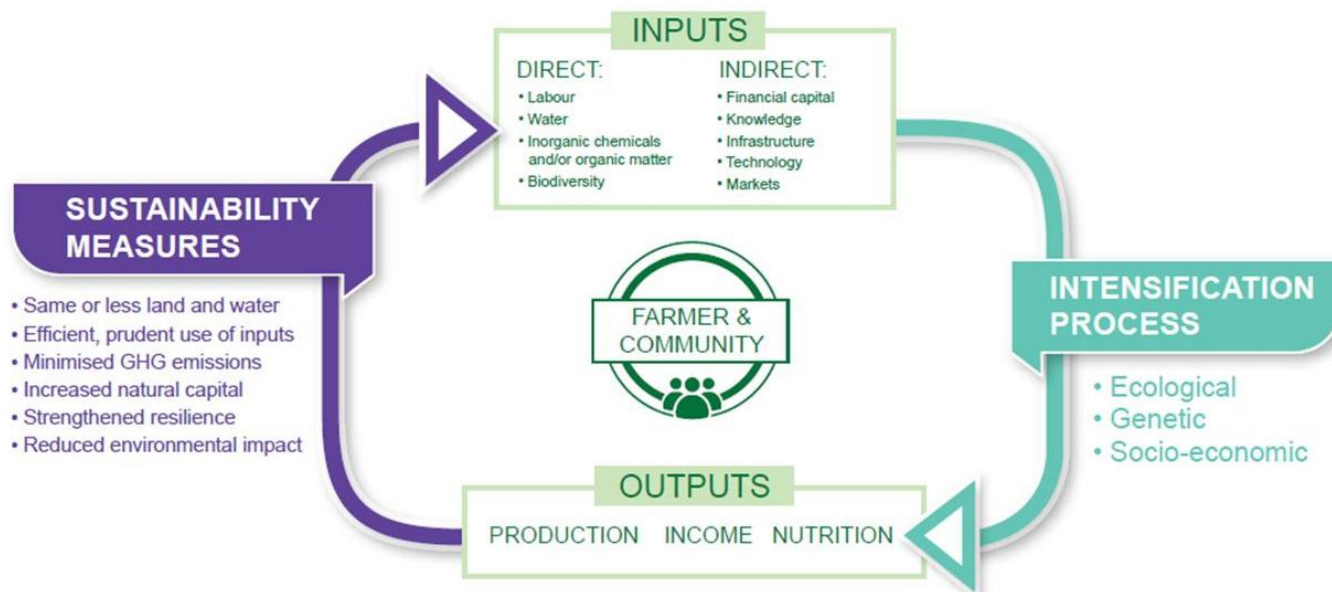 INPUTS
DIRECT:
• Labour
• Water
• Inorganic chemicals
and/or organic matter
• Biodiversity
INDIRECT:
• Financial capital
• Knowledge
• Infrastructure
• Technology
• Markets
SUSTAINABILITY
MEASURES
• Same or less land and water
• Efficient, prudent use of inputs
• Minimised GHG emissions
• Increased natural capital
• Strengthened resilience
• Reduced environmental impact
FARMER &
COMMUNITY
INTENSIFICATION
PROCESS
• Ecological
• Genetic
• Socio-economic
OUTPUTS
PRODUCTION INCOME NUTRITION